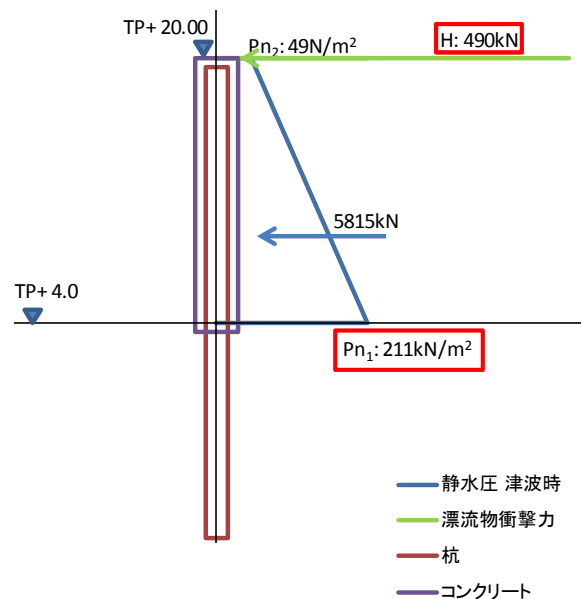 TP+ 20.00
Pn₂: 49N/m²
H: 490kN
5815kN
TP+ 4.0
Pn₁: 211kN/m²
静水圧 津波時
漂流物衝撃力
杭
コンクリート